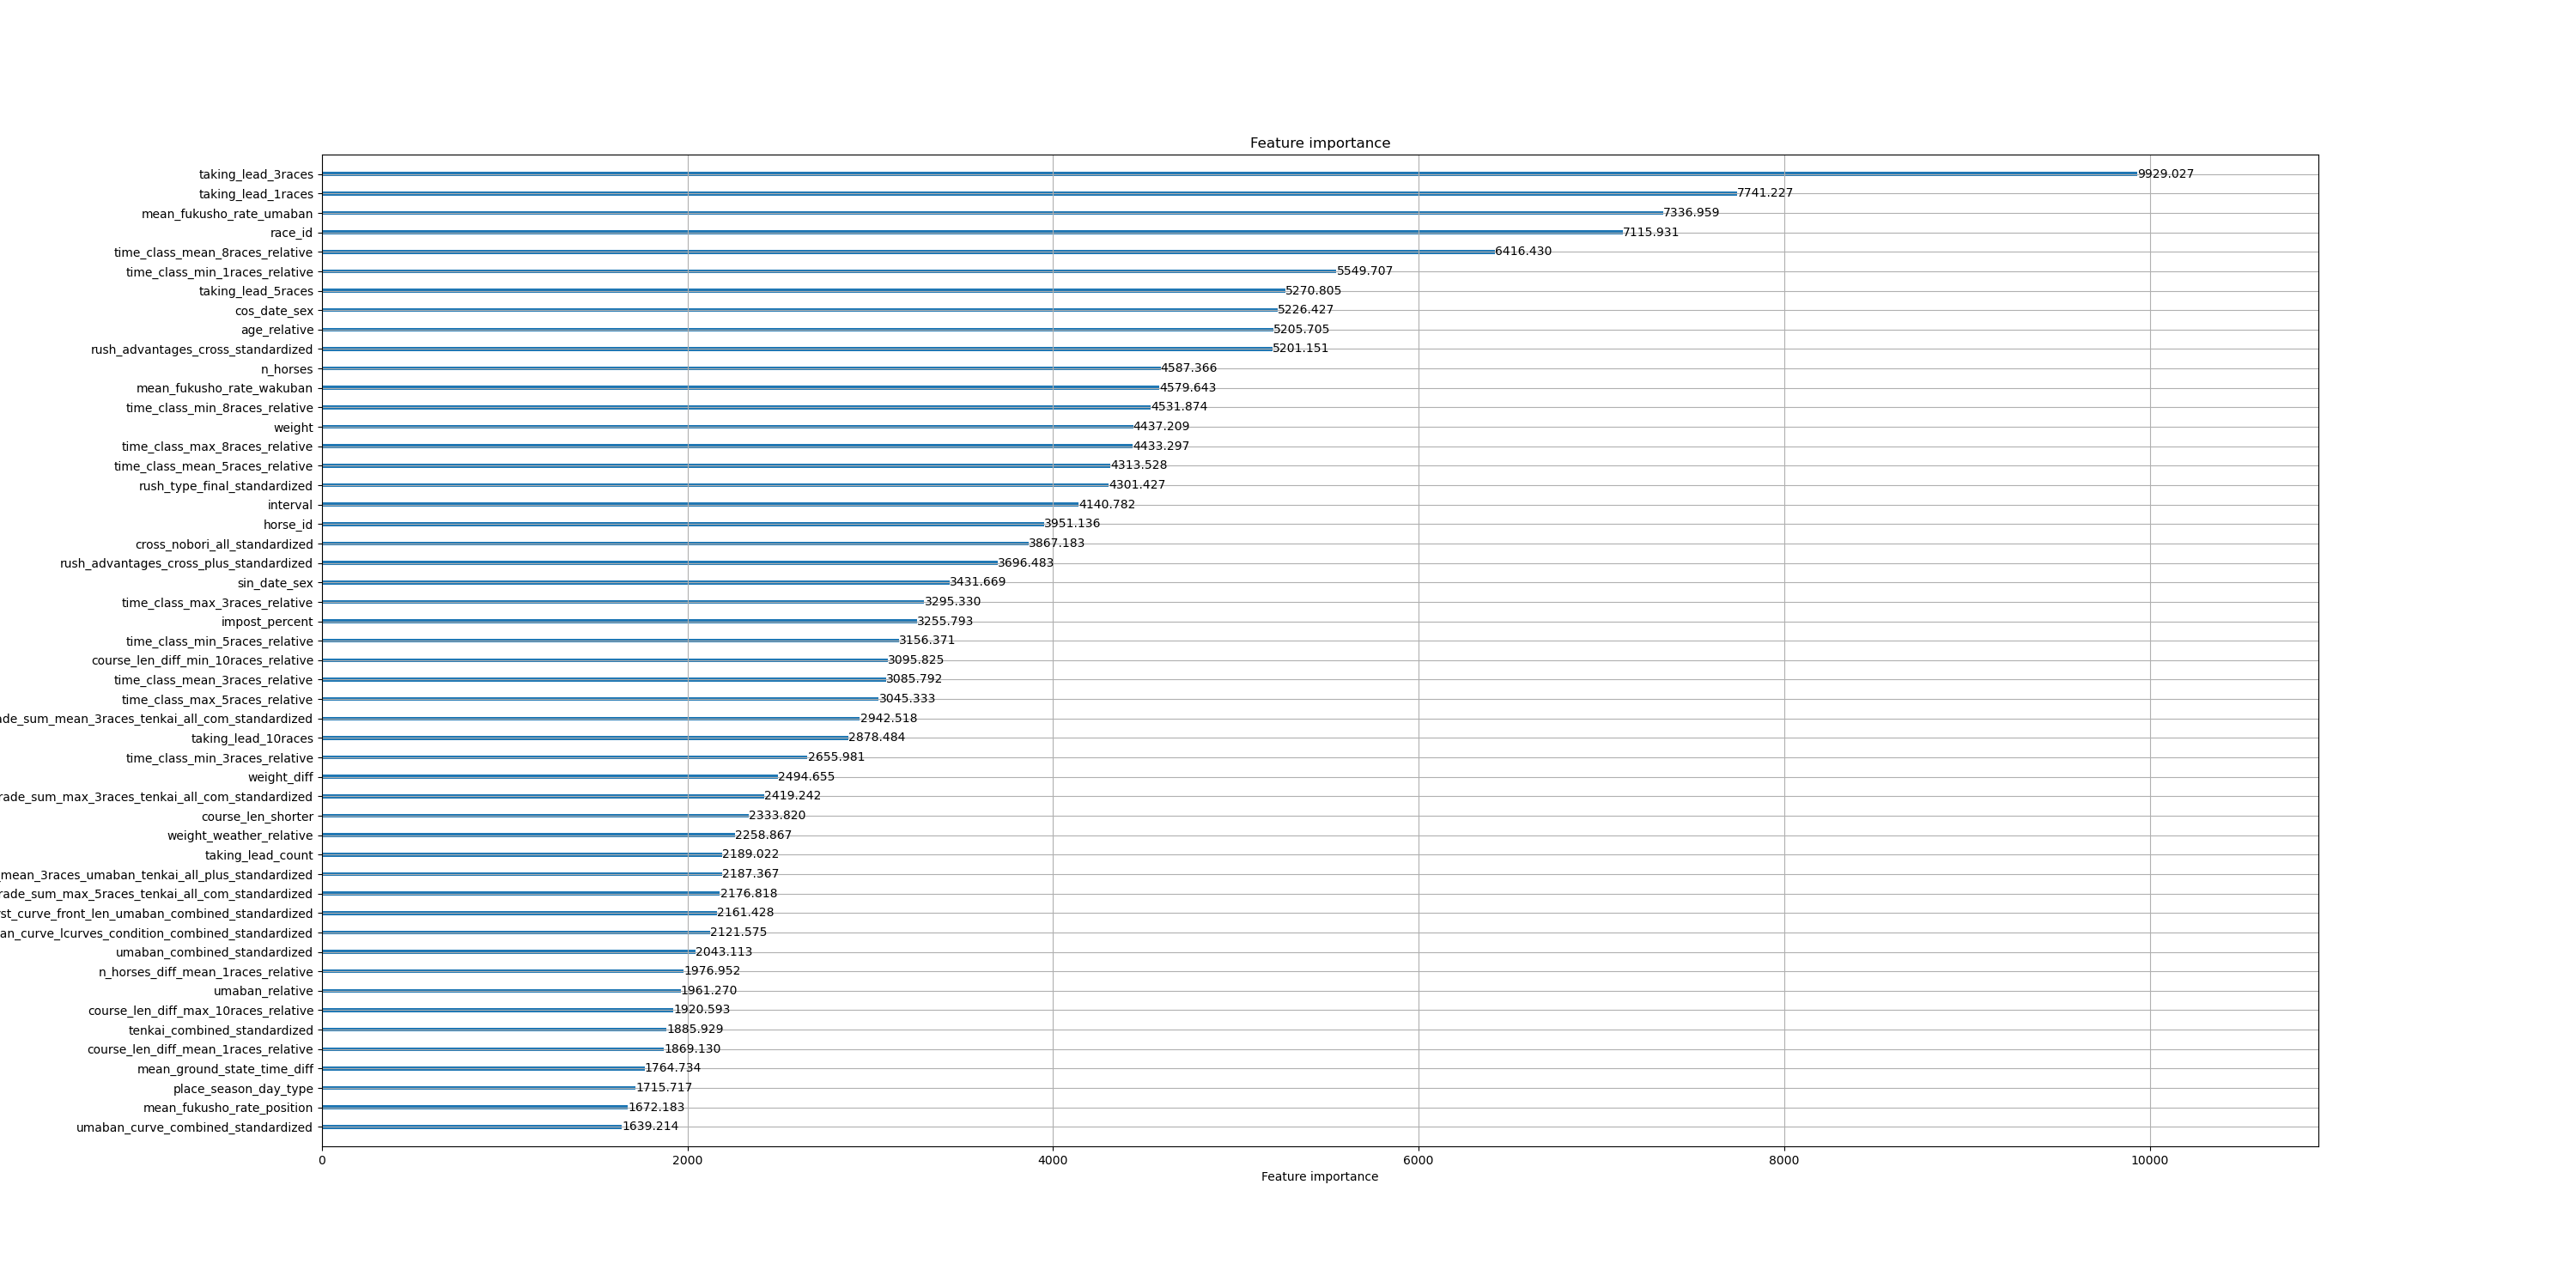 Feature importance
taking_lead_3races 9929.027
taking_lead_1races 7741.227
mean_fukusho_rate_umaban 7336.959
race_id 7115.931
time_class_mean_8races_relative 6416.430
time_class_min_1races_relative 5549.707
taking_lead_5races 5270.805
cos_date_sex 5226.427
age_relative 5205.705
rush_advantages_cross_standardized 5201.151
n_horses 4587.366
mean_fukusho_rate_wakuban 4579.643
time_class_min_8races_relative 4531.874
weight 4437.209
time_class_max_8races_relative 4433.297
time_class_mean_5races_relative 4313.528
rush_type_final_standardized 4301.427
interval 4140.782
horse_id 3951.136
cross_nobori_all_standardized 3867.183
rush_advantages_cross_plus_standardized 3696.483
sin_date_sex 3431.669
time_class_max_3races_relative 3295.330
impost_percent 3255.793
time_class_min_5races_relative 3156.371
course_len_diff_min_10races_relative 3095.825
time_class_mean_3races_relative 3085.792
time_class_max_5races_relative 3045.333
ade_sum_mean_3races_tenkai_all_com_standardized 2942.518
taking_lead_10races 2878.484
time_class_min_3races_relative 2655.981
weight_diff 2494.655
rade_sum_max_3races_tenkai_all_com_standardized 2419.242
course_len_shorter 2333.820
weight_weather_relative 2258.867
taking_lead_count 2189.022
_mean_3races_umaban_tenkai_all_plus_standardized 2187.367
rade_sum_max_5races_tenkai_all_com_standardized 2176.818
st_curve_front_len_umaban_combined_standardized 2161.428
an_curve_lcurves_condition_combined_standardized 2121.575
umaban_combined_standardized 2043.113
n_horses_diff_mean_1races_relative 1976.952
umaban_relative 1961.270
course_len_diff_max_10races_relative 1920.593
tenkai_combined_standardized 1885.929
course_len_diff_mean_1races_relative 1869.130
mean_ground_state_time_diff 1764.734
place_season_day_type 1715.717
mean_fukusho_rate_position 1672.183
umaban_curve_combined_standardized 1639.214
0 2000 4000 6000 8000 10000
Feature importance